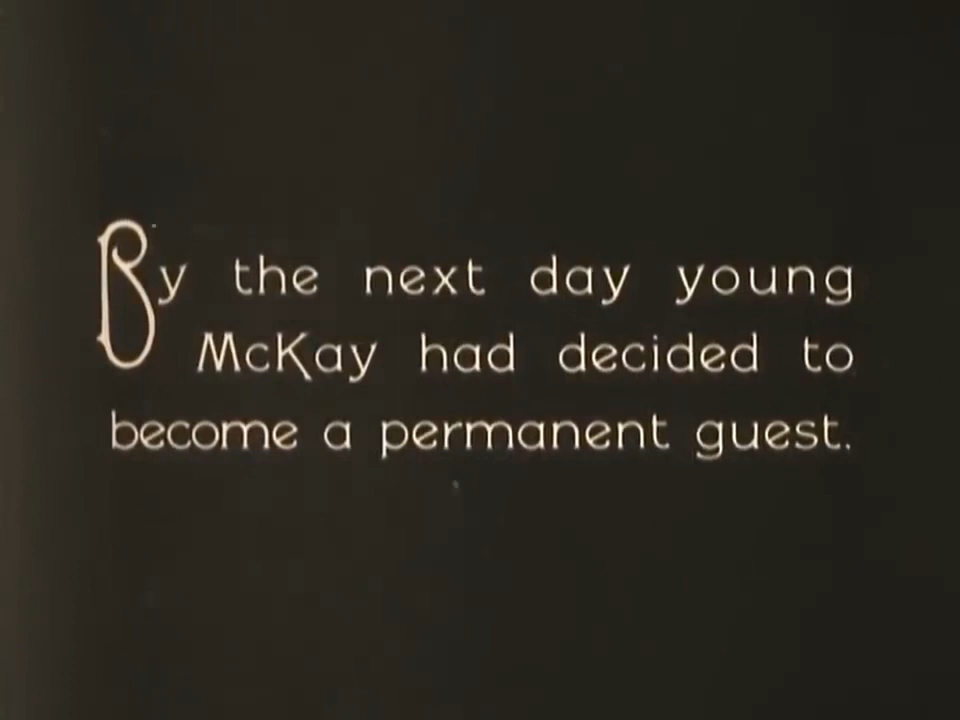 By the next day young
McKay had decided to
become a permanent guest.